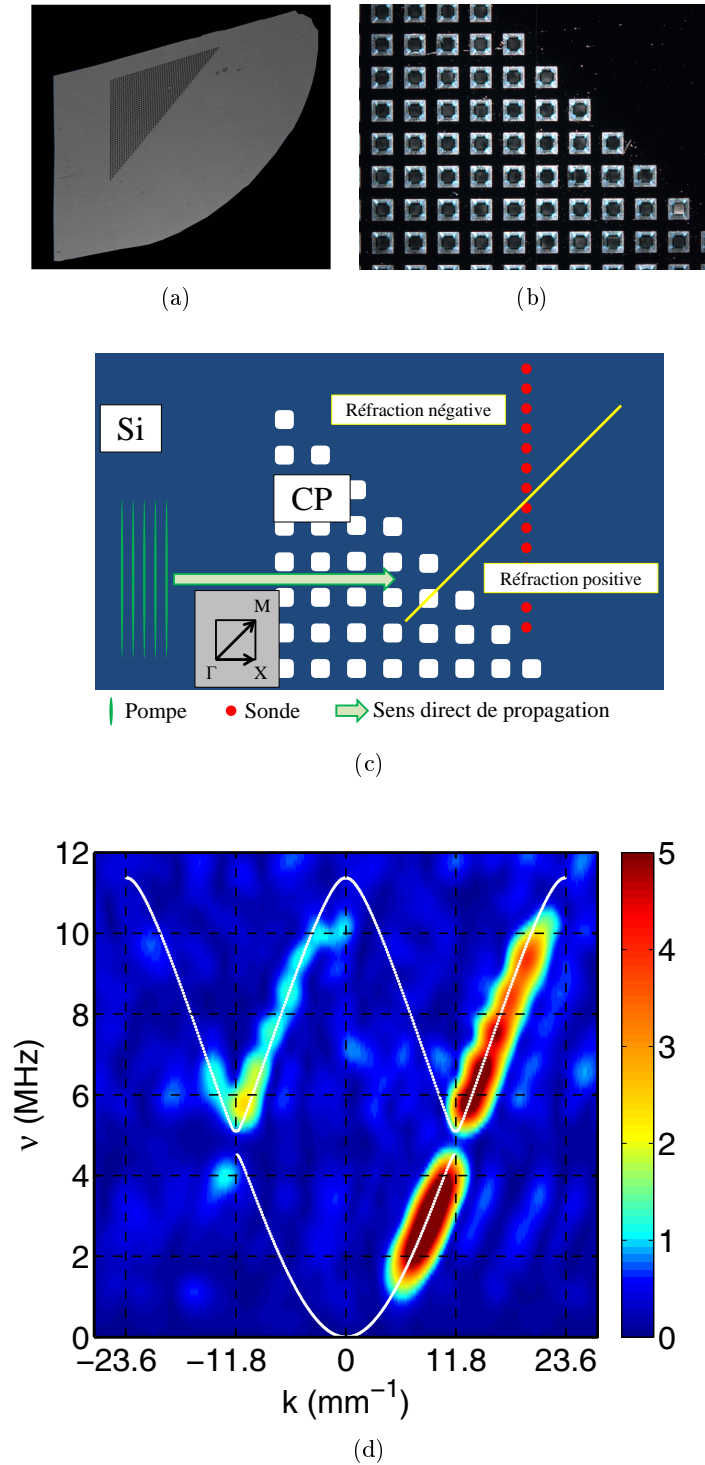 (a)
(b)
Si
Réfraction négative
CP
Réfraction positive
M
Γ
X
Pompe
Sonde
Sens direct de propagation
(c)
12
10
8
6
4
2
0
ν (MHz)
−23.6
−11.8
0
11.8
23.6
k (mm⁻¹)
5
4
3
2
1
0
(d)